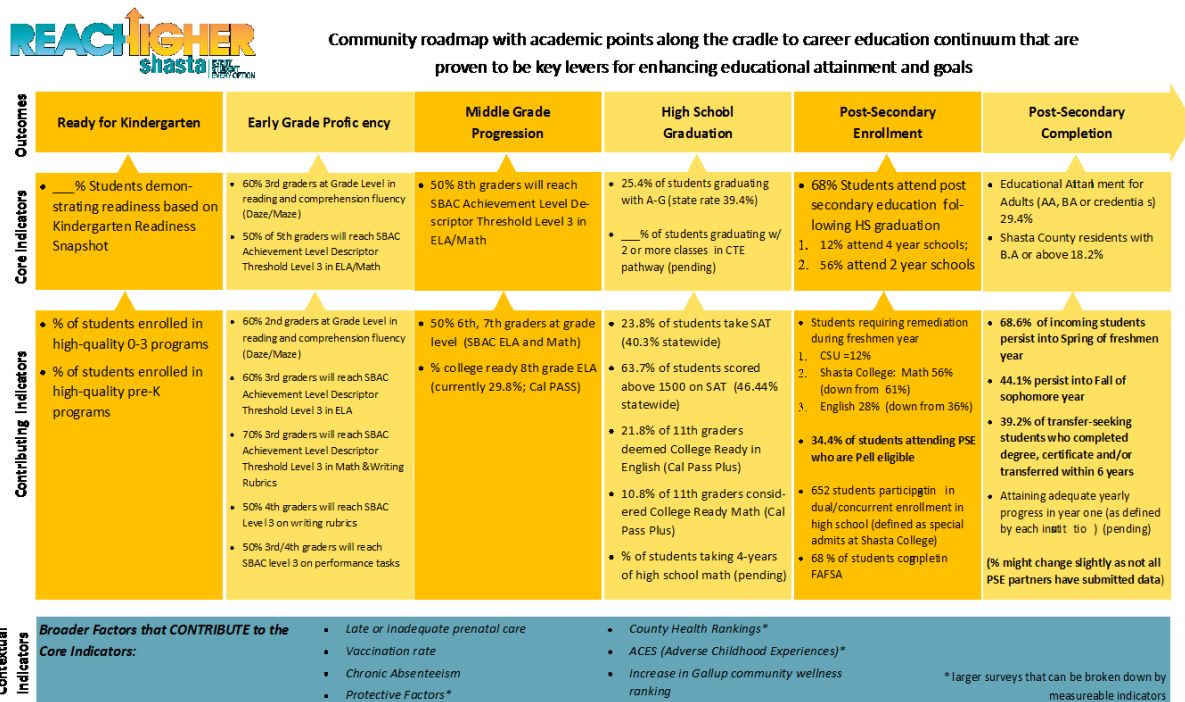 REACHIGHER
shasta
EVERY OPTION
Community roadmap with academic points along the cradle to career education continuum that are
proven to be key levers for enhancing educational attainment and goals
Outcomes
Ready for Kindergarten
Early Grade Profic ency
Middle Grade
Progression
High School
Graduation
Post-Secondary
Enrollment
Post-Secondary
Completion
Core Indicators
• ___% Students demon-
strating readiness based on
Kindergarten Readiness
Snapshot
• 60% 3rd graders at Grade Level in
reading and comprehension fluency
(Daze/Maze)
• 50% of 5th graders will reach SBAC
Achievement Level Descriptor
Threshold Level 3 in ELA/Math
• 50% 8th graders will reach
SBAC Achievement Level De-
scriptor Threshold Level 3 in
ELA/Math
• 25.4% of students graduating
with A-G (state rate 39.4%)
• ___% of students graduating w/
2 or more classes in CTE
pathway (pending)
• 68% Students attend post
secondary education fol-
lowing HS graduation
1. 12% attend 4 year schools;
2. 56% attend 2 year schools
• Educational Attainment for
Adults (AA, BA or credentia s)
29.4%
• Shasta County residents with
B.A or above 18.2%
Contributing Indicators
• % of students enrolled in
high-quality 0-3 programs
• % of students enrolled in
high-quality pre-K
programs
• 60% 2nd graders at Grade Level in
reading and comprehension fluency
(Daze/Maze)
• 60% 3rd graders will reach SBAC
Achievement Level Descriptor
Threshold Level 3 in ELA
• 70% 3rd graders will reach SBAC
Achievement Level Descriptor
Threshold Level 3 in Math &Writing
Rubrics
• 50% 4th graders will reach SBAC
Level 3 on writing rubrics
• 50% 3rd/4th graders will reach
SBAC level 3 on performance tasks
• 50% 6th, 7th graders at grade
level (SBAC ELA and Math)
• % college ready 8th grade ELA
(currently 29.8%; Cal PASS)
• 23.8% of students take SAT
(40.3% statewide)
• 63.7% of students scored
above 1500 on SAT (46.44%
statewide)
• 21.8% of 11th graders
deemed College Ready in
English (Cal Pass Plus)
• 10.8% of 11th graders consid-
ered College Ready Math (Cal
Pass Plus)
• % of students taking 4-years
of high school math (pending)
• Students requiring remediation
during freshmen year
1. CSU =12%
2. Shasta College: Math 56%
(down from 61%)
3. English 28% (down from 36%)
• 34.4% of students attending PSE
who are Pell eligible
• 652 students in
dual/concurrent enrollment in
high school (defined as special
admits at Shasta College)
• 68 % of students
FAFSA
• 68.6% of incoming students
persist into Spring of freshmen
year
• 44.1% persist into Fall of
sophomore year
• 39.2% of transfer-seeking
students who completed
degree, certificate and/or
transferred within 6 years
• Attaining adequate yearly
progress in year one (as defined
by each ) (pending)
(% might change slightly as not all
PSE partners have submitted data)
Contextual
Indicators
Broader Factors that CONTRIBUTE to the
Core Indicators:
• Late or inadequate prenatal care
• Vaccination rate
• Chronic Absenteeism
• Protective Factors*
• County Health Rankings*
• ACES (Adverse Childhood Experiences)*
• Increase in Gallup community wellness
ranking
* larger surveys that can be broken down by
measureable indicators